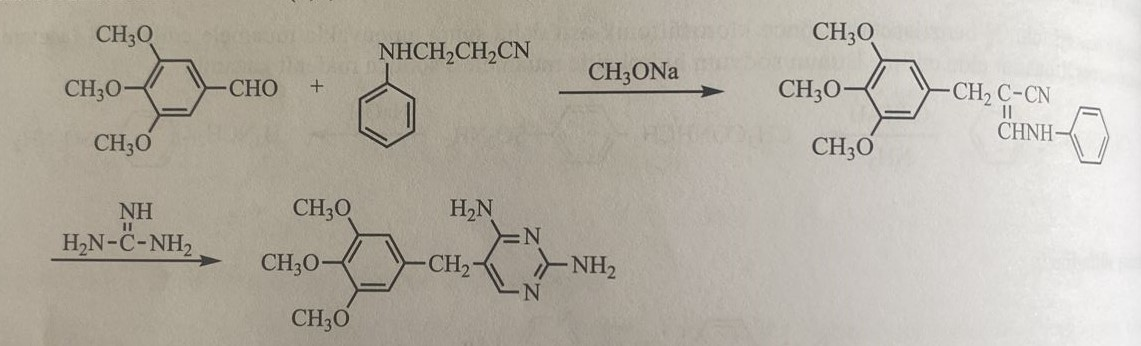 CH₃O
CH₃O
CHO
CH₃O
+
NHCH₂CH₂CN
CH₃ONa
CH₃O
CH₃O
CH₃O
CH₂C-CN
CHNH
NH
H₂N-C-NH₂
CH₃O
CH₃O
CH₃O
CH₂
H₂N
N
NH₂
N